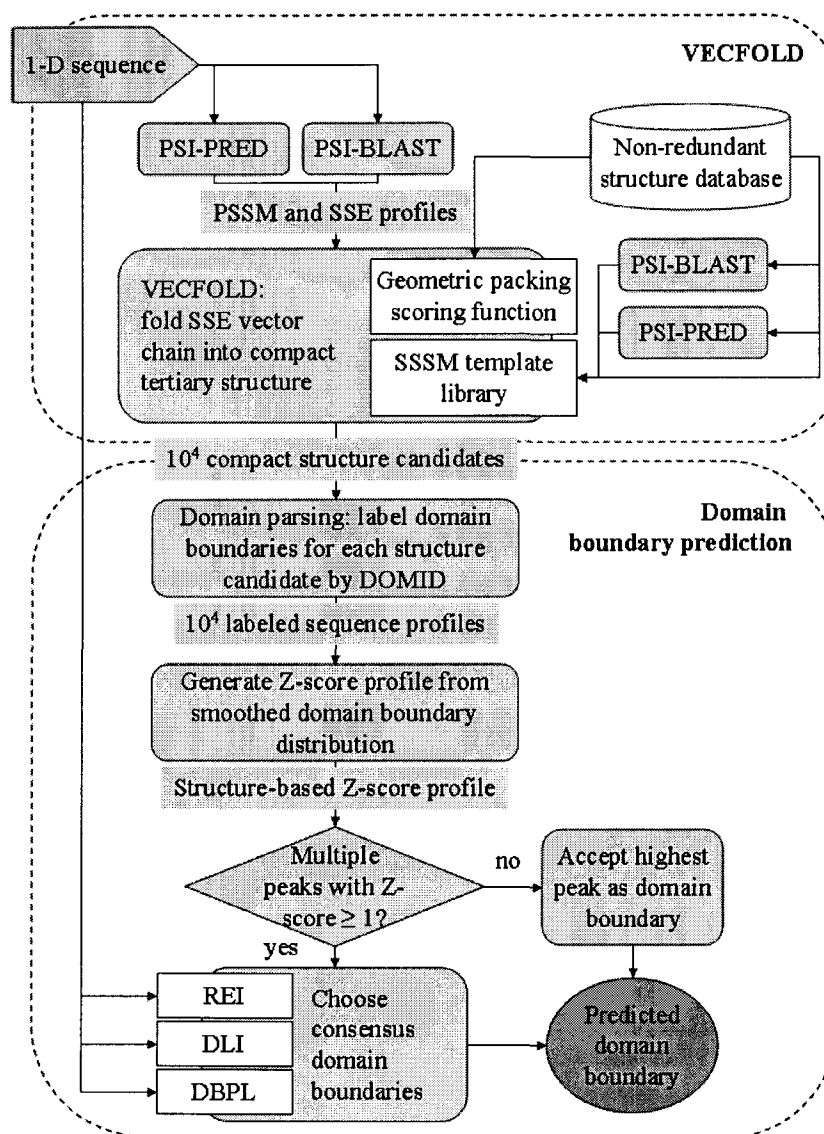 1-D sequence
VECFOLD
PSI-PRED
PSI-BLAST
Non-redundant
structure database
PSSM and SSE profiles
VECFOLD:
fold SSE vector
chain into compact
tertiary structure
Geometric packing
scoring function
SSSM template
library
PSI-BLAST
PSI-PRED
10⁴ compact structure candidates
Domain
boundary prediction
Domain parsing: label domain
boundaries for each structure
candidate by DOMID
10⁴ labeled sequence profiles
Generate Z-score profile from
smoothed domain boundary
distribution
Structure-based Z-score profile
Multiple
peaks with Z-
score ≥ 1?
no
yes
Accept highest
peak as domain
boundary
REI
DLI
DBPL
Choose
consensus
domain
boundaries
Predicted
domain
boundary